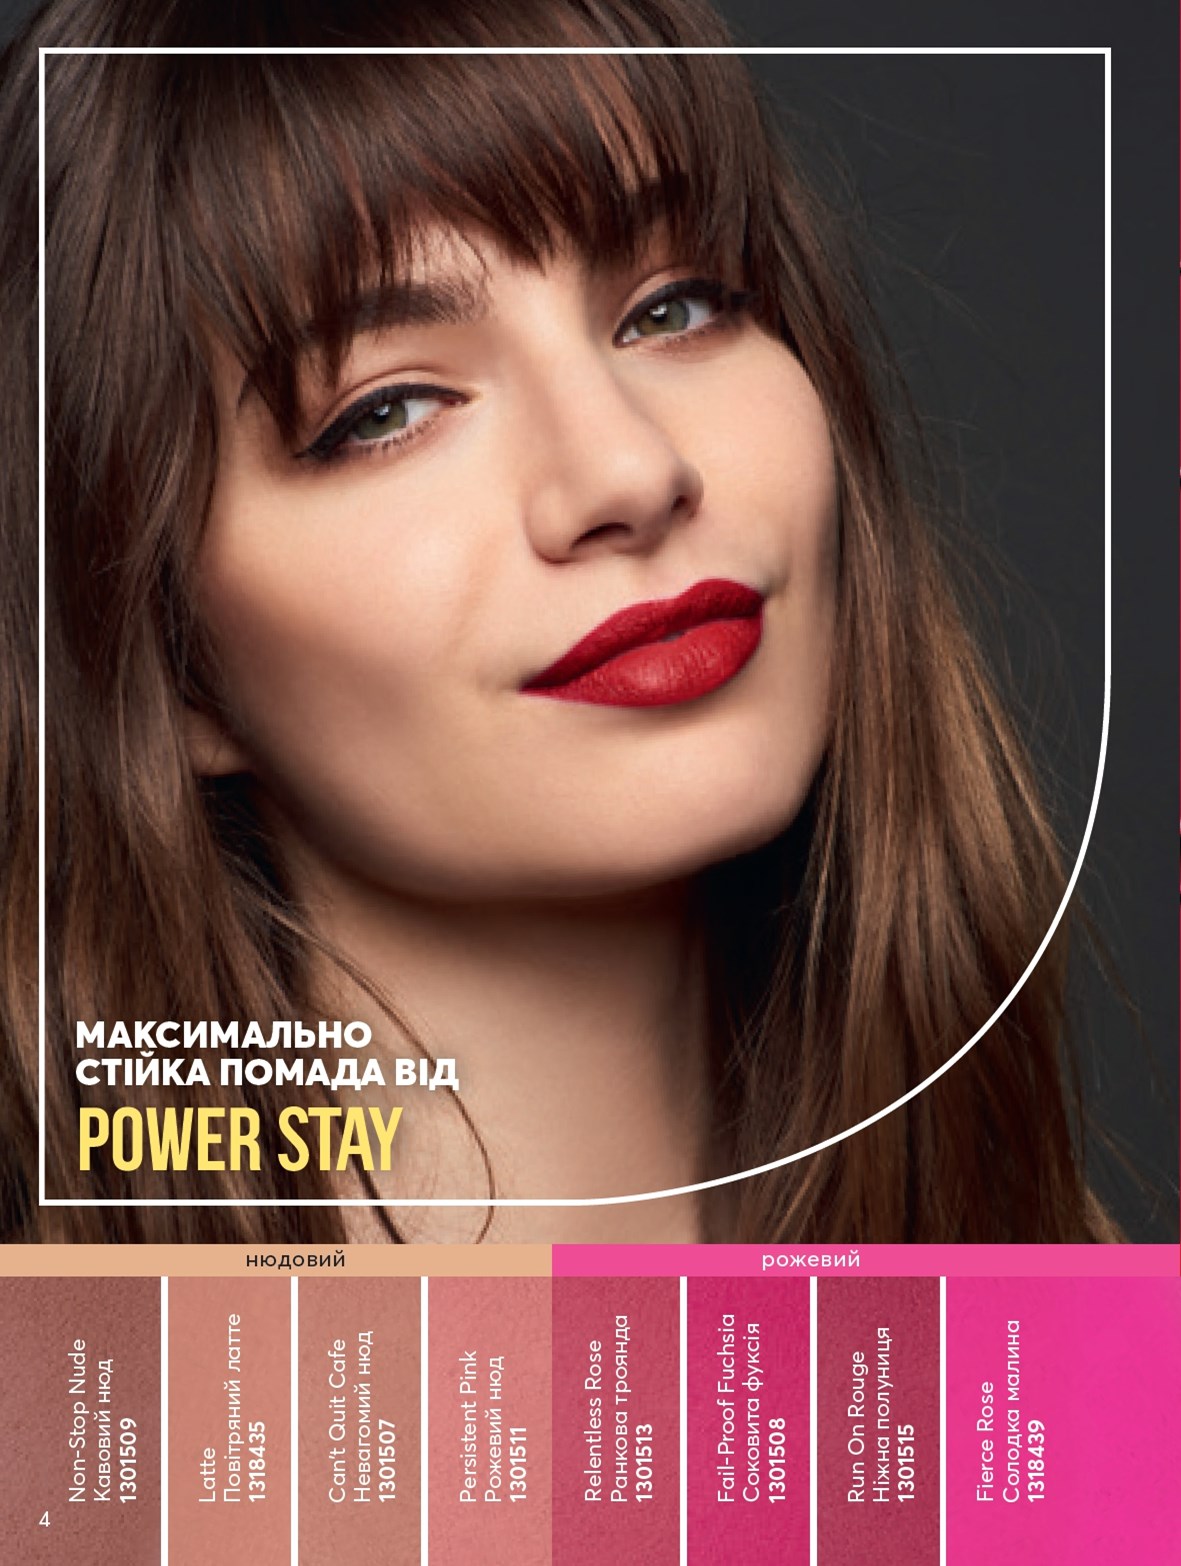 МАКСИМАЛЬНО
СТІЙКА ПОМАДА ВІД
POWER STAY
нюдовий
рожевий
Non-Stop Nude
Кавовий нюд
1301509
Latte
Повітряний латте
1318435
Can't Quit Cafe
Невагомий нюд
1301507
Persistent Pink
Рожевий нюд
1301511
Relentless Rose
Ранкова троянда
1301513
Fail-Proof Fuchsia
Соковита фуксія
1301508
Run On Rouge
Ніжна полуниця
1301515
Fierce Rose
Солодка малина
1318439
4